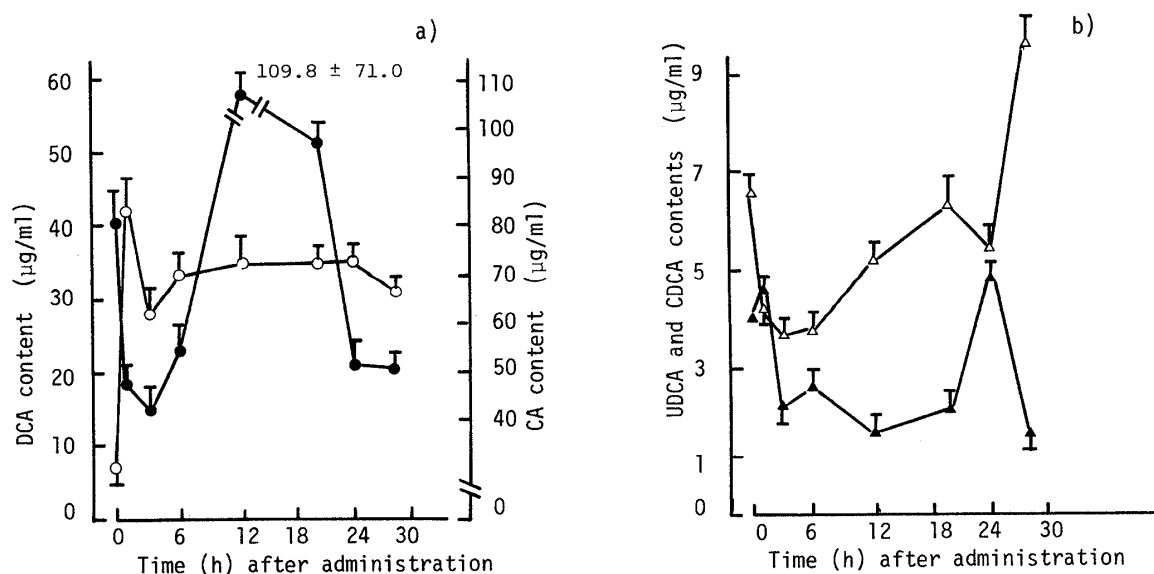 a)
109.8 ± 71.0
DCA content (µg/ml)
60
50
40
30
20
10
0
CA content (µg/ml)
110
100
90
80
70
60
50
40
0
0 6 12 18 24 30
Time (h) after administration
b)
UDCA and CDCA contents (µg/ml)
9
7
5
3
1
0
0 6 12 18 24 30
Time (h) after administration